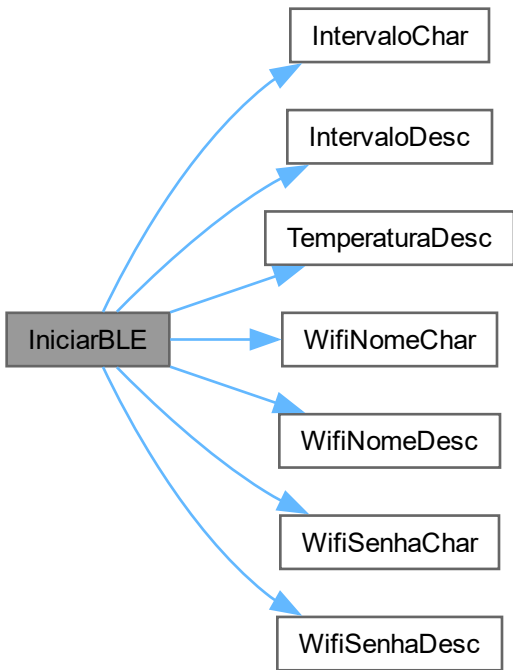 IntervaloChar
IntervaloDesc
TemperaturaDesc
IniciarBLE
WifiNomeChar
WifiNomeDesc
WifiSenhaChar
WifiSenhaDesc